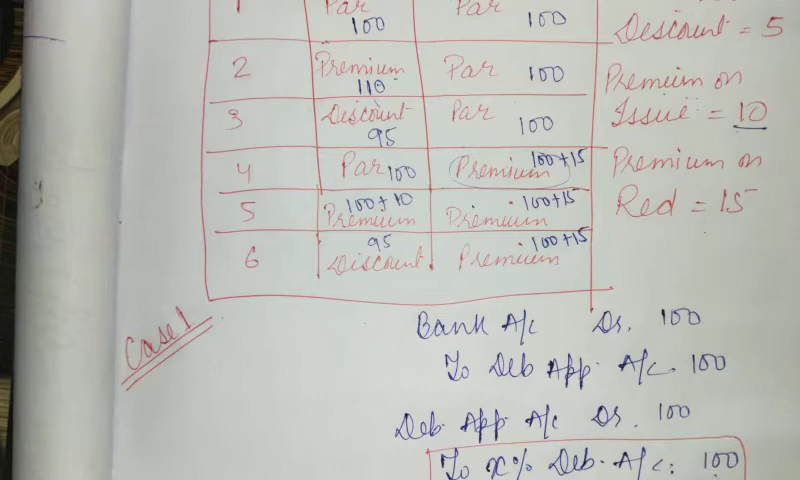 1 Par Par
100 100
Discount = 5
2 Premium Par 100
110
Premium on
3 Discount Par 100
95
Issue = 10
4 Par 100 Premium 100+15
Premium on
5 100+10 100+15
Premium Primium
Red = 15
6 95 100+15
Discount Premium
Case 1
Bank A/c Dr. 100
To Deb App. A/c. 100
Deb. App. A/c Dr. 100
To X% Deb. A/c. 100